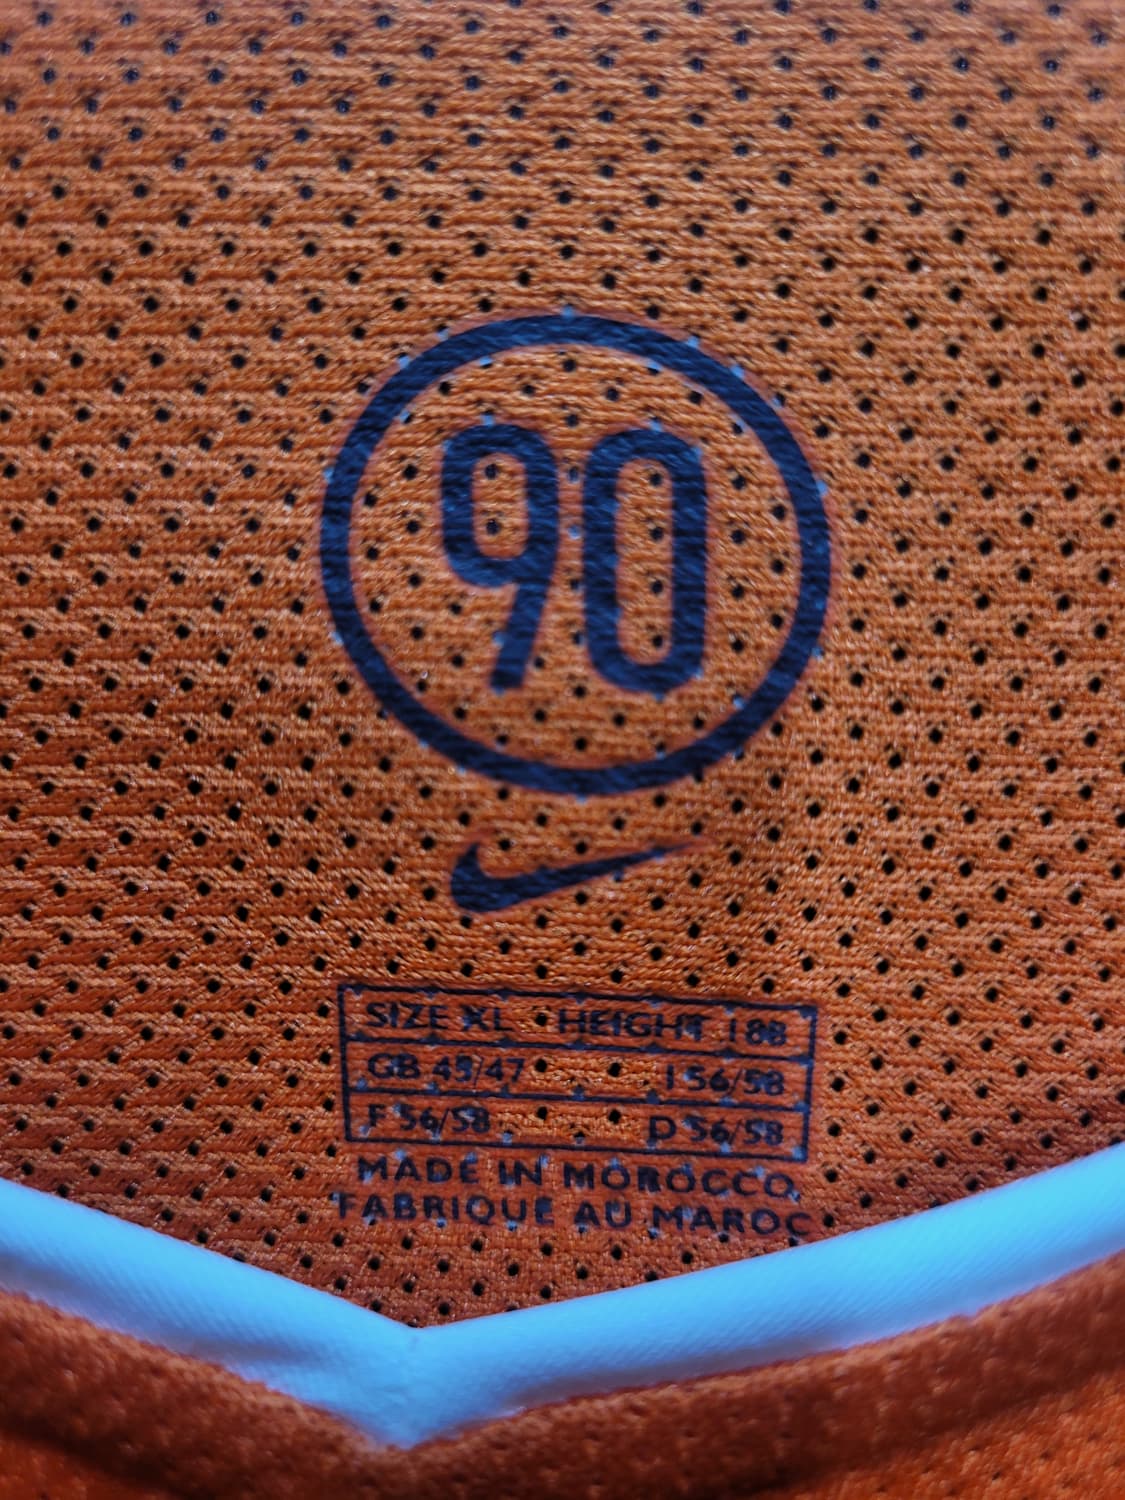 90
SIZE XL HEIGHT 188
GB 45/47 I 56/58
F 56/58 D 56/58
MADE IN MOROCCO
FABRIQUE AU MAROC